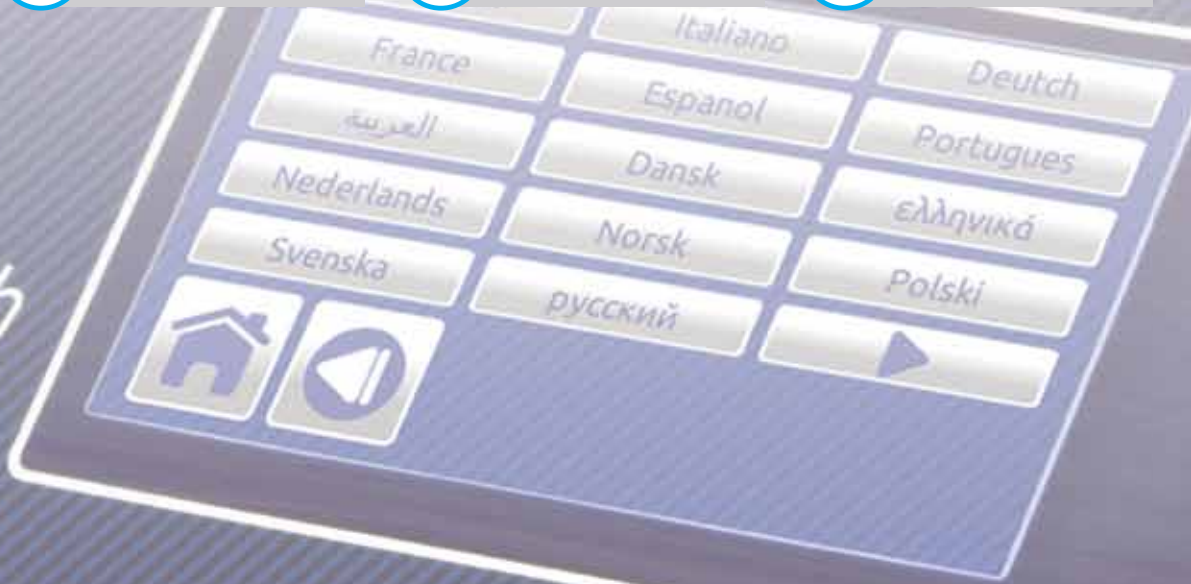 Italiano
France
Espanol
Deutch
العربية
Dansk
Portugues
Nederlands
Norsk
ελληνικά
Svenska
русский
Polski